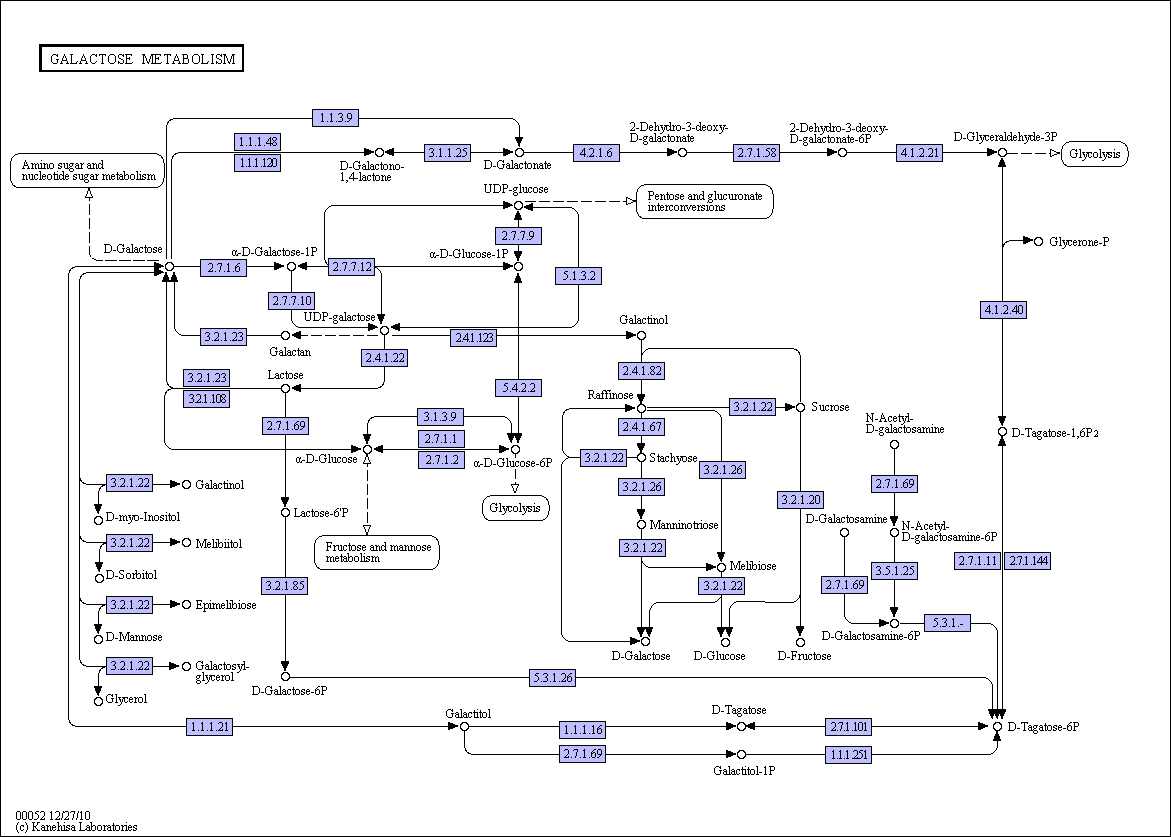 GALACTOSE METABOLISM
1.1.3.9
1.1.1.48
1.1.1.120
D-Galactono-
1,4-lactone
3.1.1.25
D-Galactonate
4.2.1.6
2-Dehydro-3-deoxy-
D-galactonate
2.7.1.58
2-Dehydro-3-deoxy-
D-galactonate-6P
4.1.2.21
D-Glyceraldehyde-3P
Glycolysis
Amino sugar and
nucleotide sugar metabolism
UDP-glucose
Pentose and glucuronate
interconversions
2.7.7.9
D-Galactose
2.7.1.6
α-D-Galactose-1P
2.7.7.12
α-D-Glucose-1P
5.1.3.2
Glycerone-P
2.7.7.10
UDP-galactose
4.1.2.40
3.2.1.23
Galactan
2.4.1.123
Galactinol
2.4.1.22
Lactose
3.2.1.23
3.2.1.108
5.4.2.2
2.4.1.82
Raffinose
3.2.1.22
Sucrose
2.7.1.69
3.1.3.9
2.7.1.1
2.7.1.2
α-D-Glucose
α-D-Glucose-6P
2.4.1.67
3.2.1.22
Stachyose
3.2.1.26
3.2.1.26
3.2.1.20
N-Acetyl-
D-galactosamine
D-Tagatose-1,6P2
2.7.1.69
3.2.1.22
Galactinol
D-myo-Inositol
Lactose-6'P
Glycolysis
Manninotriose
D-Galactosamine
N-Acetyl-
D-galactosamine-6P
3.2.1.22
Melibiitol
D-Sorbitol
Fructose and mannose
metabolism
3.2.1.22
Melibiose
3.2.1.22
2.7.1.69
3.5.1.25
2.7.1.11
2.7.1.144
3.2.1.85
3.2.1.22
Epimelibiose
D-Mannose
D-Galactosamine-6P
5.3.1.-
D-Galactose
D-Glucose
D-Fructose
3.2.1.22
Galactosyl-
glycerol
Glycerol
D-Galactose-6P
5.3.1.26
1.1.1.21
Galactitol
1.1.1.16
D-Tagatose
2.7.1.101
D-Tagatose-6P
2.7.1.69
Galactitol-1P
1.1.1.251
00052 12/27/10
(c) Kanehisa Laboratories